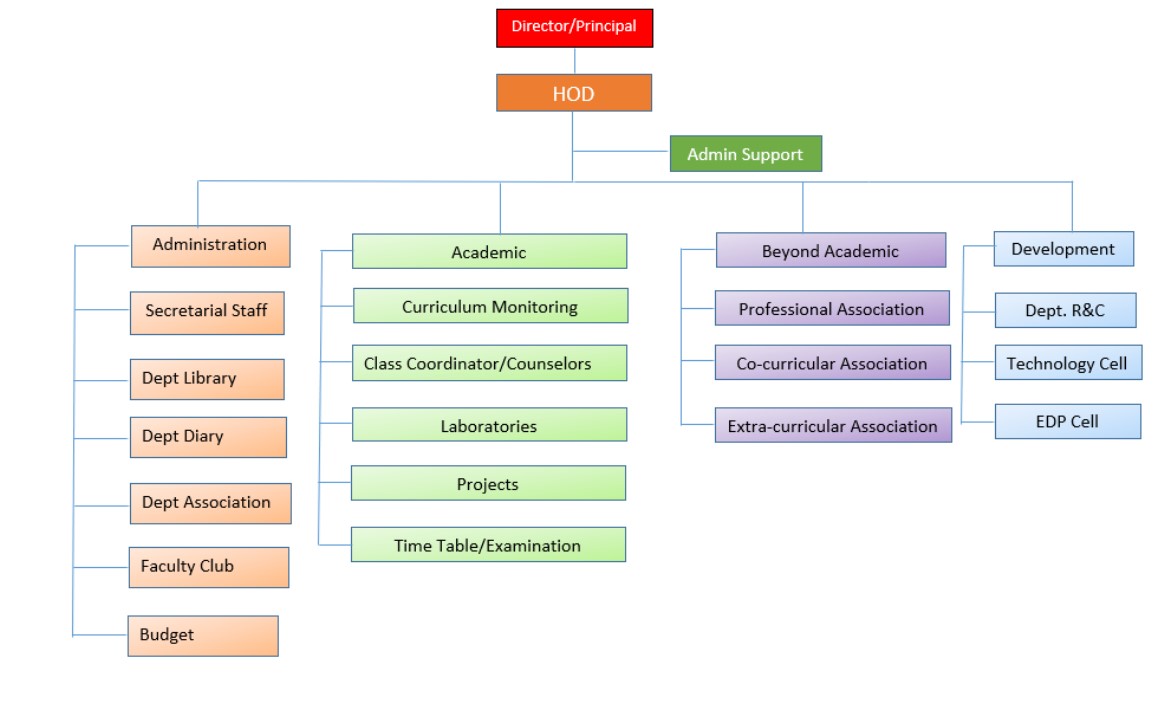 Director/Principal
HOD
Admin Support
Administration
Secretarial Staff
Dept Library
Dept Diary
Dept Association
Faculty Club
Budget
Academic
Curriculum Monitoring
Class Coordinator/Counselors
Laboratories
Projects
Time Table/Examination
Beyond Academic
Professional Association
Co-curricular Association
Extra-curricular Association
Development
Dept. R&C
Technology Cell
EDP Cell